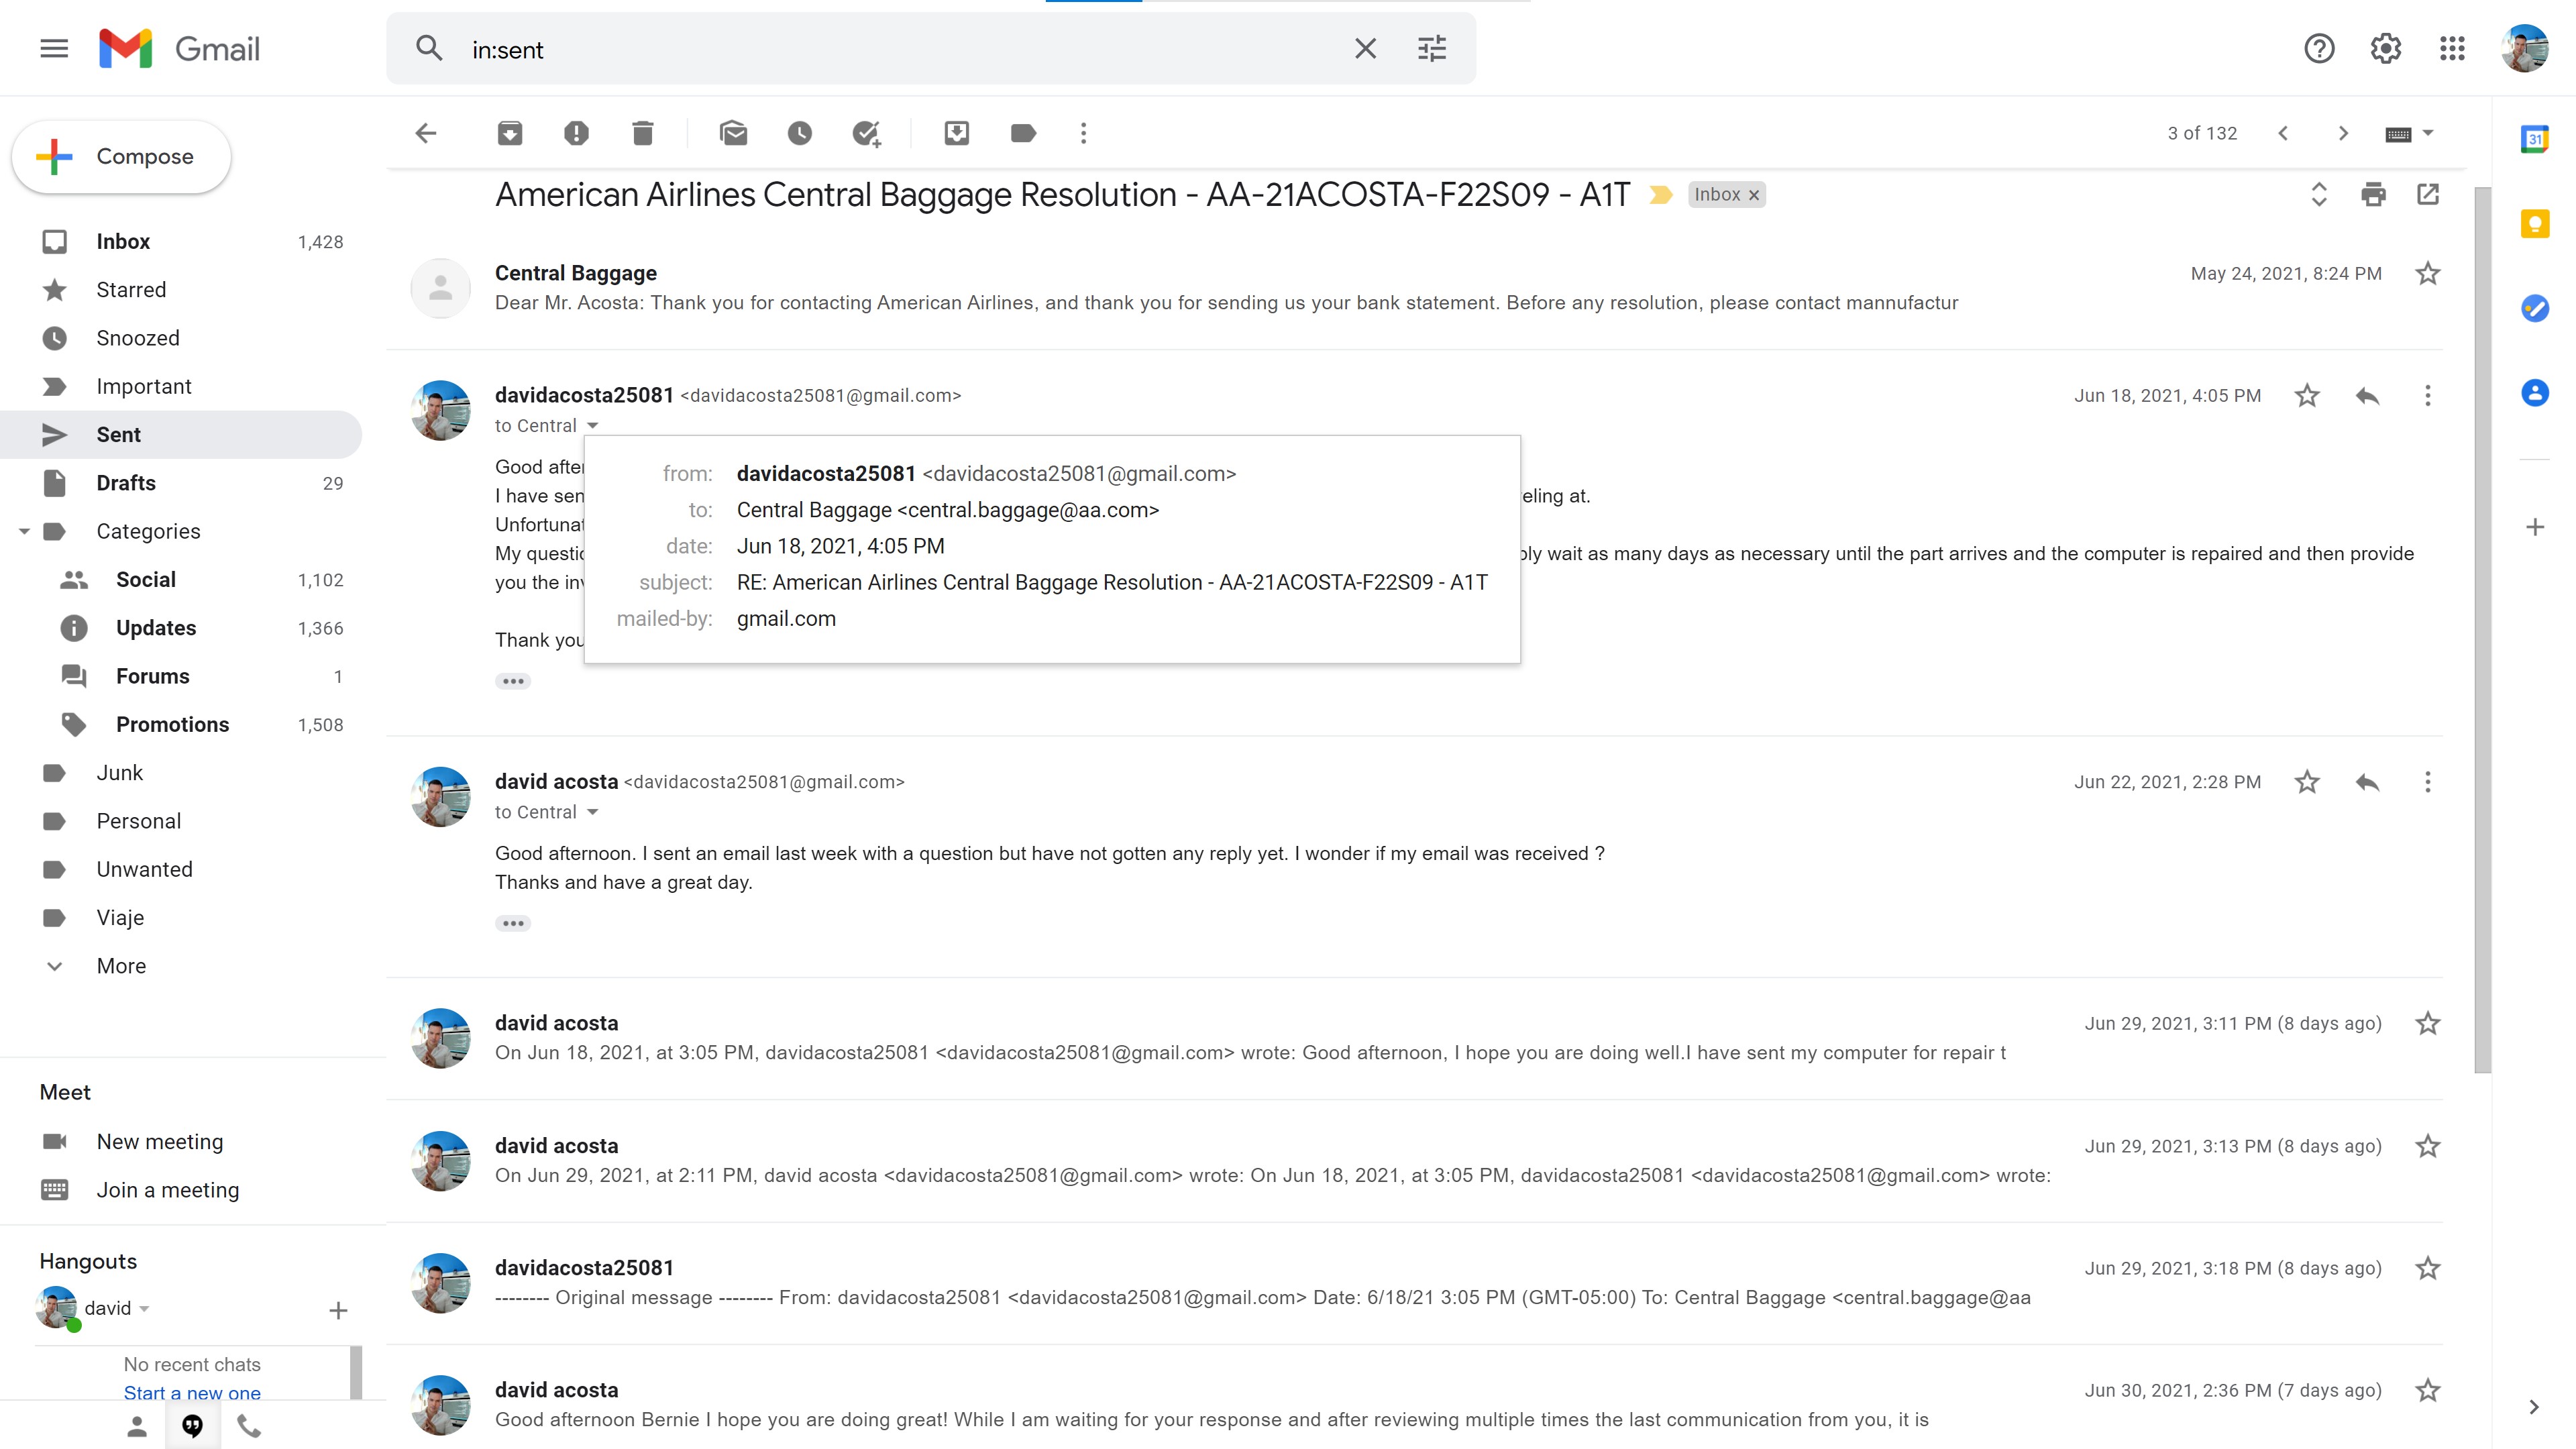 Gmail
in:sent
Compose
3 of 132
31
American Airlines Central Baggage Resolution - AA-21ACOSTA-F22S09 - A1T
Inbox ×
Inbox 1,428
Starred
Snoozed
Important
Sent
Drafts 29
Categories
Social 1,102
Updates 1,366
Forums 1
Promotions 1,508
Junk
Personal
Unwanted
Viaje
More
Meet
New meeting
Join a meeting
Hangouts
david
No recent chats
Start a new one
Central Baggage May 24, 2021, 8:24 PM
Dear Mr. Acosta: Thank you for contacting American Airlines, and thank you for sending us your bank statement. Before any resolution, please contact mannufactur
davidacosta25081 <davidacosta25081@gmail.com> Jun 18, 2021, 4:05 PM
to Central
Good after
I have sen eling at.
Unfortunat
My questio ply wait as many days as necessary until the part arrives and the computer is repaired and then provide
you the inv
Thank you
from: davidacosta25081 <davidacosta25081@gmail.com>
to: Central Baggage <central.baggage@aa.com>
date: Jun 18, 2021, 4:05 PM
subject: RE: American Airlines Central Baggage Resolution - AA-21ACOSTA-F22S09 - A1T
mailed-by: gmail.com
david acosta <davidacosta25081@gmail.com> Jun 22, 2021, 2:28 PM
to Central
Good afternoon. I sent an email last week with a question but have not gotten any reply yet. I wonder if my email was received ?
Thanks and have a great day.
david acosta Jun 29, 2021, 3:11 PM (8 days ago)
On Jun 18, 2021, at 3:05 PM, davidacosta25081 <davidacosta25081@gmail.com> wrote: Good afternoon, I hope you are doing well.I have sent my computer for repair t
david acosta Jun 29, 2021, 3:13 PM (8 days ago)
On Jun 29, 2021, at 2:11 PM, david acosta <davidacosta25081@gmail.com> wrote: On Jun 18, 2021, at 3:05 PM, davidacosta25081 <davidacosta25081@gmail.com> wrote:
davidacosta25081 Jun 29, 2021, 3:18 PM (8 days ago)
-------- Original message -------- From: davidacosta25081 <davidacosta25081@gmail.com> Date: 6/18/21 3:05 PM (GMT-05:00) To: Central Baggage <central.baggage@aa
david acosta Jun 30, 2021, 2:36 PM (7 days ago)
Good afternoon Bernie I hope you are doing great! While I am waiting for your response and after reviewing multiple times the last communication from you, it is